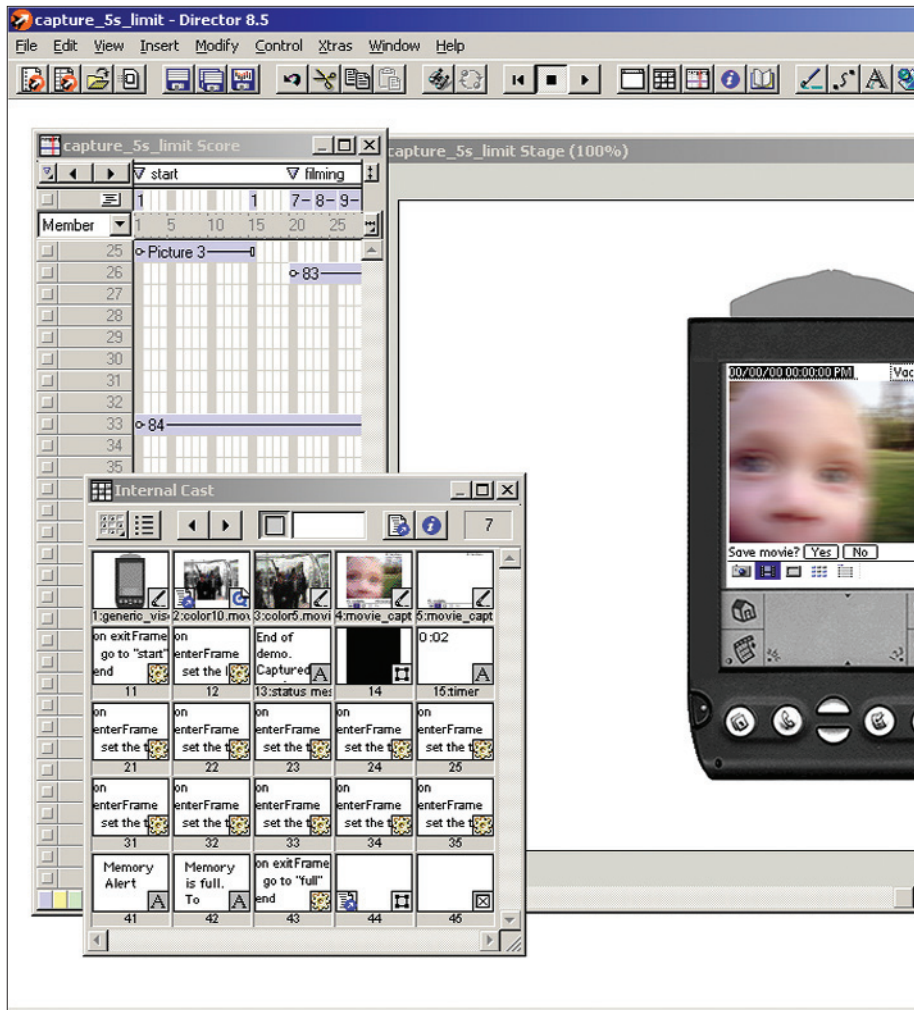 capture_5s_limit - Director 8.5
File Edit View Insert Modify Control Xtras Window Help
capture_5s_limit Score
capture_5s_limit Stage (100%)
start filming
1 1 7- 8- 9-
Member 1 5 10 15 20 25
25 Picture 3
26 83
27
28
29
30
31
32
33 84
34
35
00/00/00 00:00:00 PM
Save movie? Yes No
Internal Cast
7
1:generic_vis 2:color10.mov 3:color5.movi 4:movie_capt 5:movie_capt
on exitFrame
go to "start"
end
11
on
enterFrame
set the l
12
End of
demo.
Captured
13:status mes
14
0:02
15:timer
on
enterFrame
set the t
21
on
enterFrame
set the t
22
on
enterFrame
set the t
23
on
enterFrame
set the t
24
on
enterFrame
set the t
25
on
enterFrame
set the t
31
on
enterFrame
set the t
32
on
enterFrame
set the t
33
on
enterFrame
set the t
34
on
enterFrame
set the t
35
Memory
Alert
41
Memory
is full.
To
42
on exitFrame
go to "full"
end
43
44
45